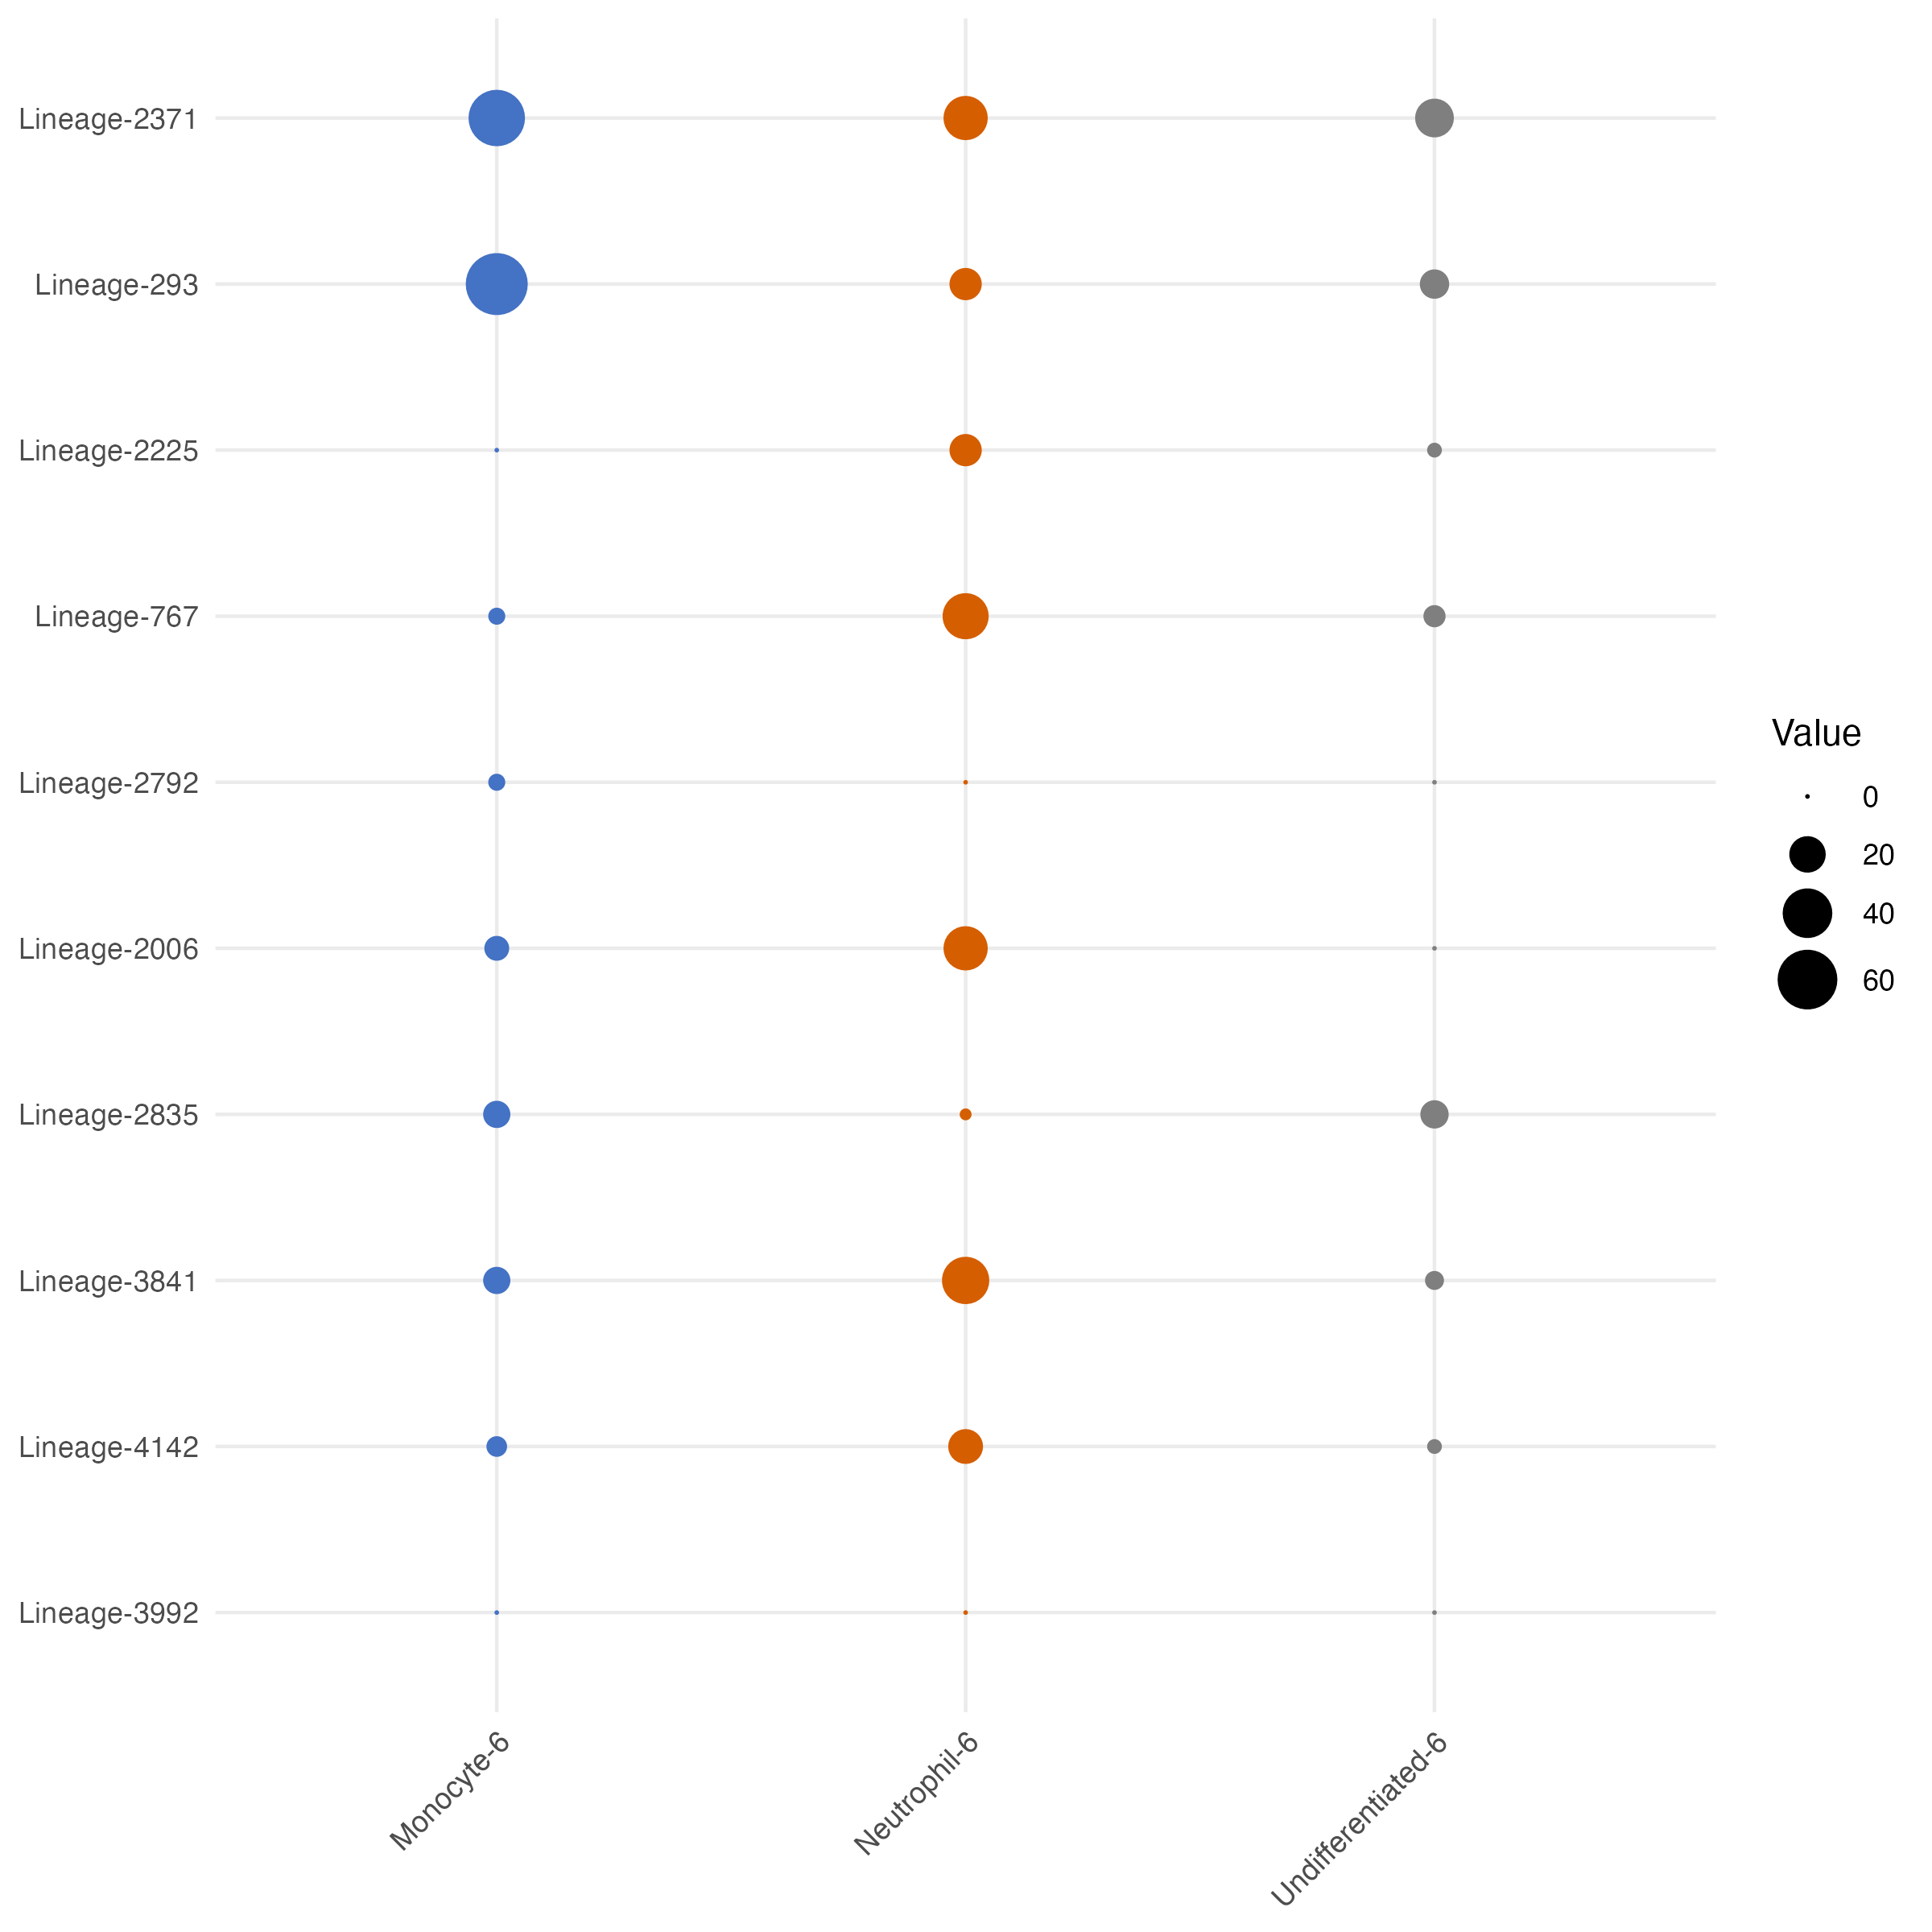 Lineage-2371
Lineage-293
Lineage-2225
Lineage-767
Lineage-2792
Lineage-2006
Lineage-2835
Lineage-3841
Lineage-4142
Lineage-3992
Monocyte-6
Neutrophil-6
Undifferentiated-6
Value
0
20
40
60